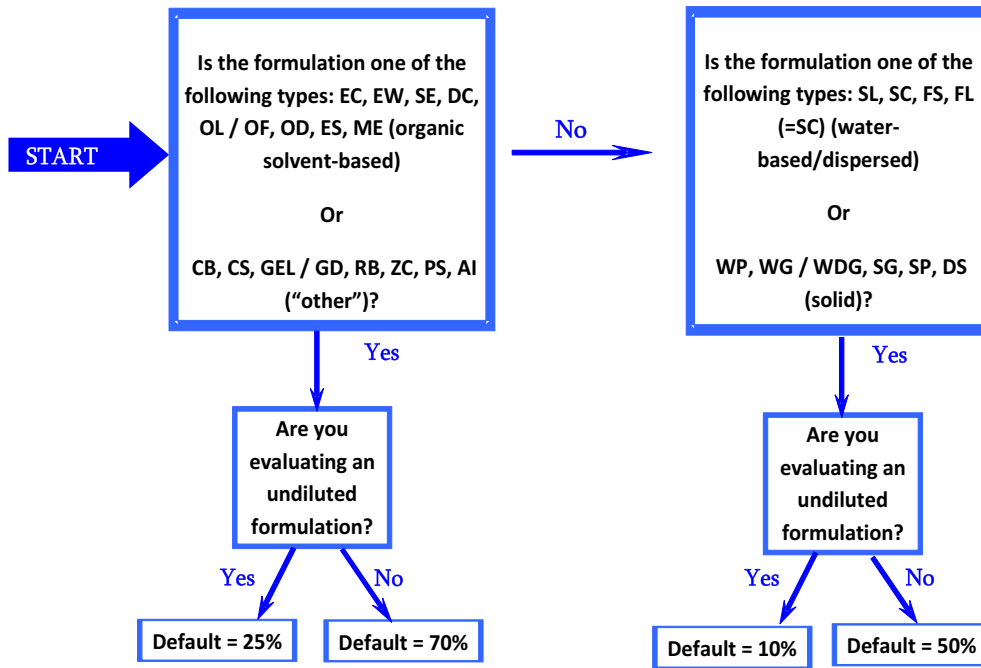 START
Is the formulation one of the
following types: EC, EW, SE, DC,
OL / OF, OD, ES, ME (organic
solvent-based)
Or
CB, CS, GEL / GD, RB, ZC, PS, AI
(“other”)?
No
Is the formulation one of the
following types: SL, SC, FS, FL
(=SC) (water-
based/dispersed)
Or
WP, WG / WDG, SG, SP, DS
(solid)?
Yes
Are you
evaluating an
undiluted
formulation?
Yes
No
Default = 25%
Default = 70%
Yes
Are you
evaluating an
undiluted
formulation?
Yes
No
Default = 10%
Default = 50%